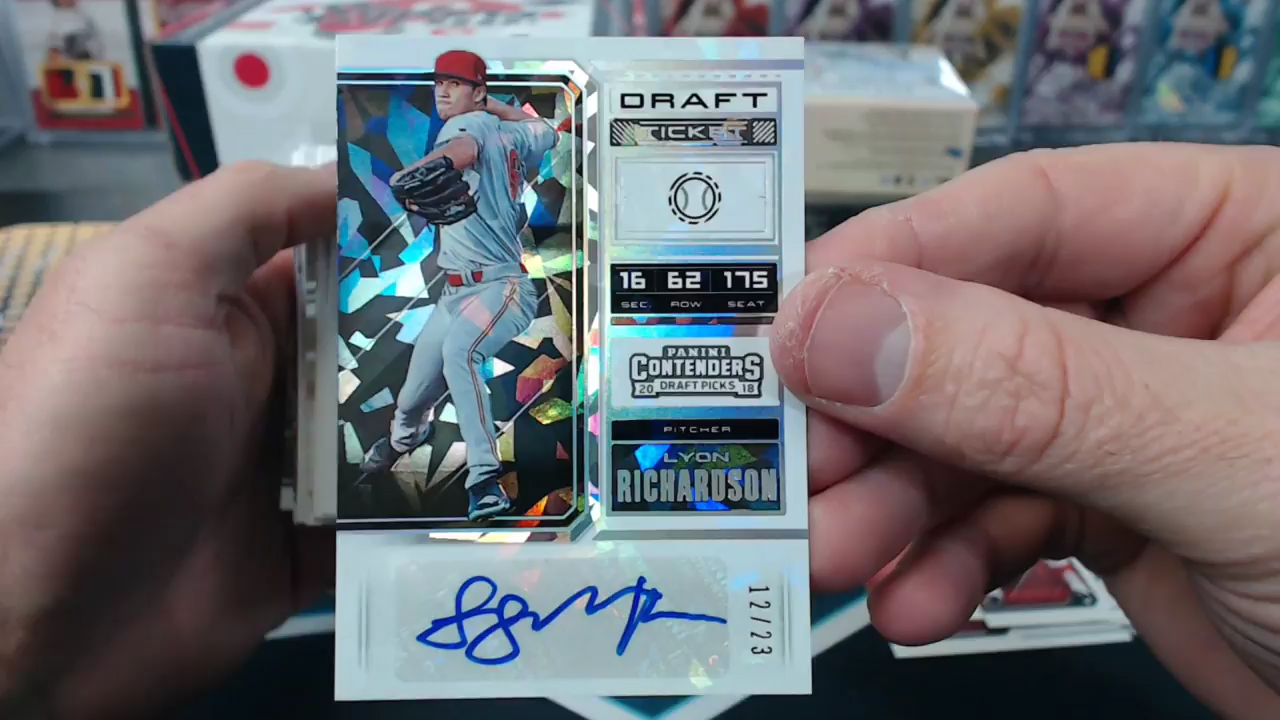 DRAFT
TICKET
16 62 175
SEC. ROW SEAT
PANINI
CONTENDERS
20 DRAFT PICKS 18
PITCHER
LYON
RICHARDSON
12/23